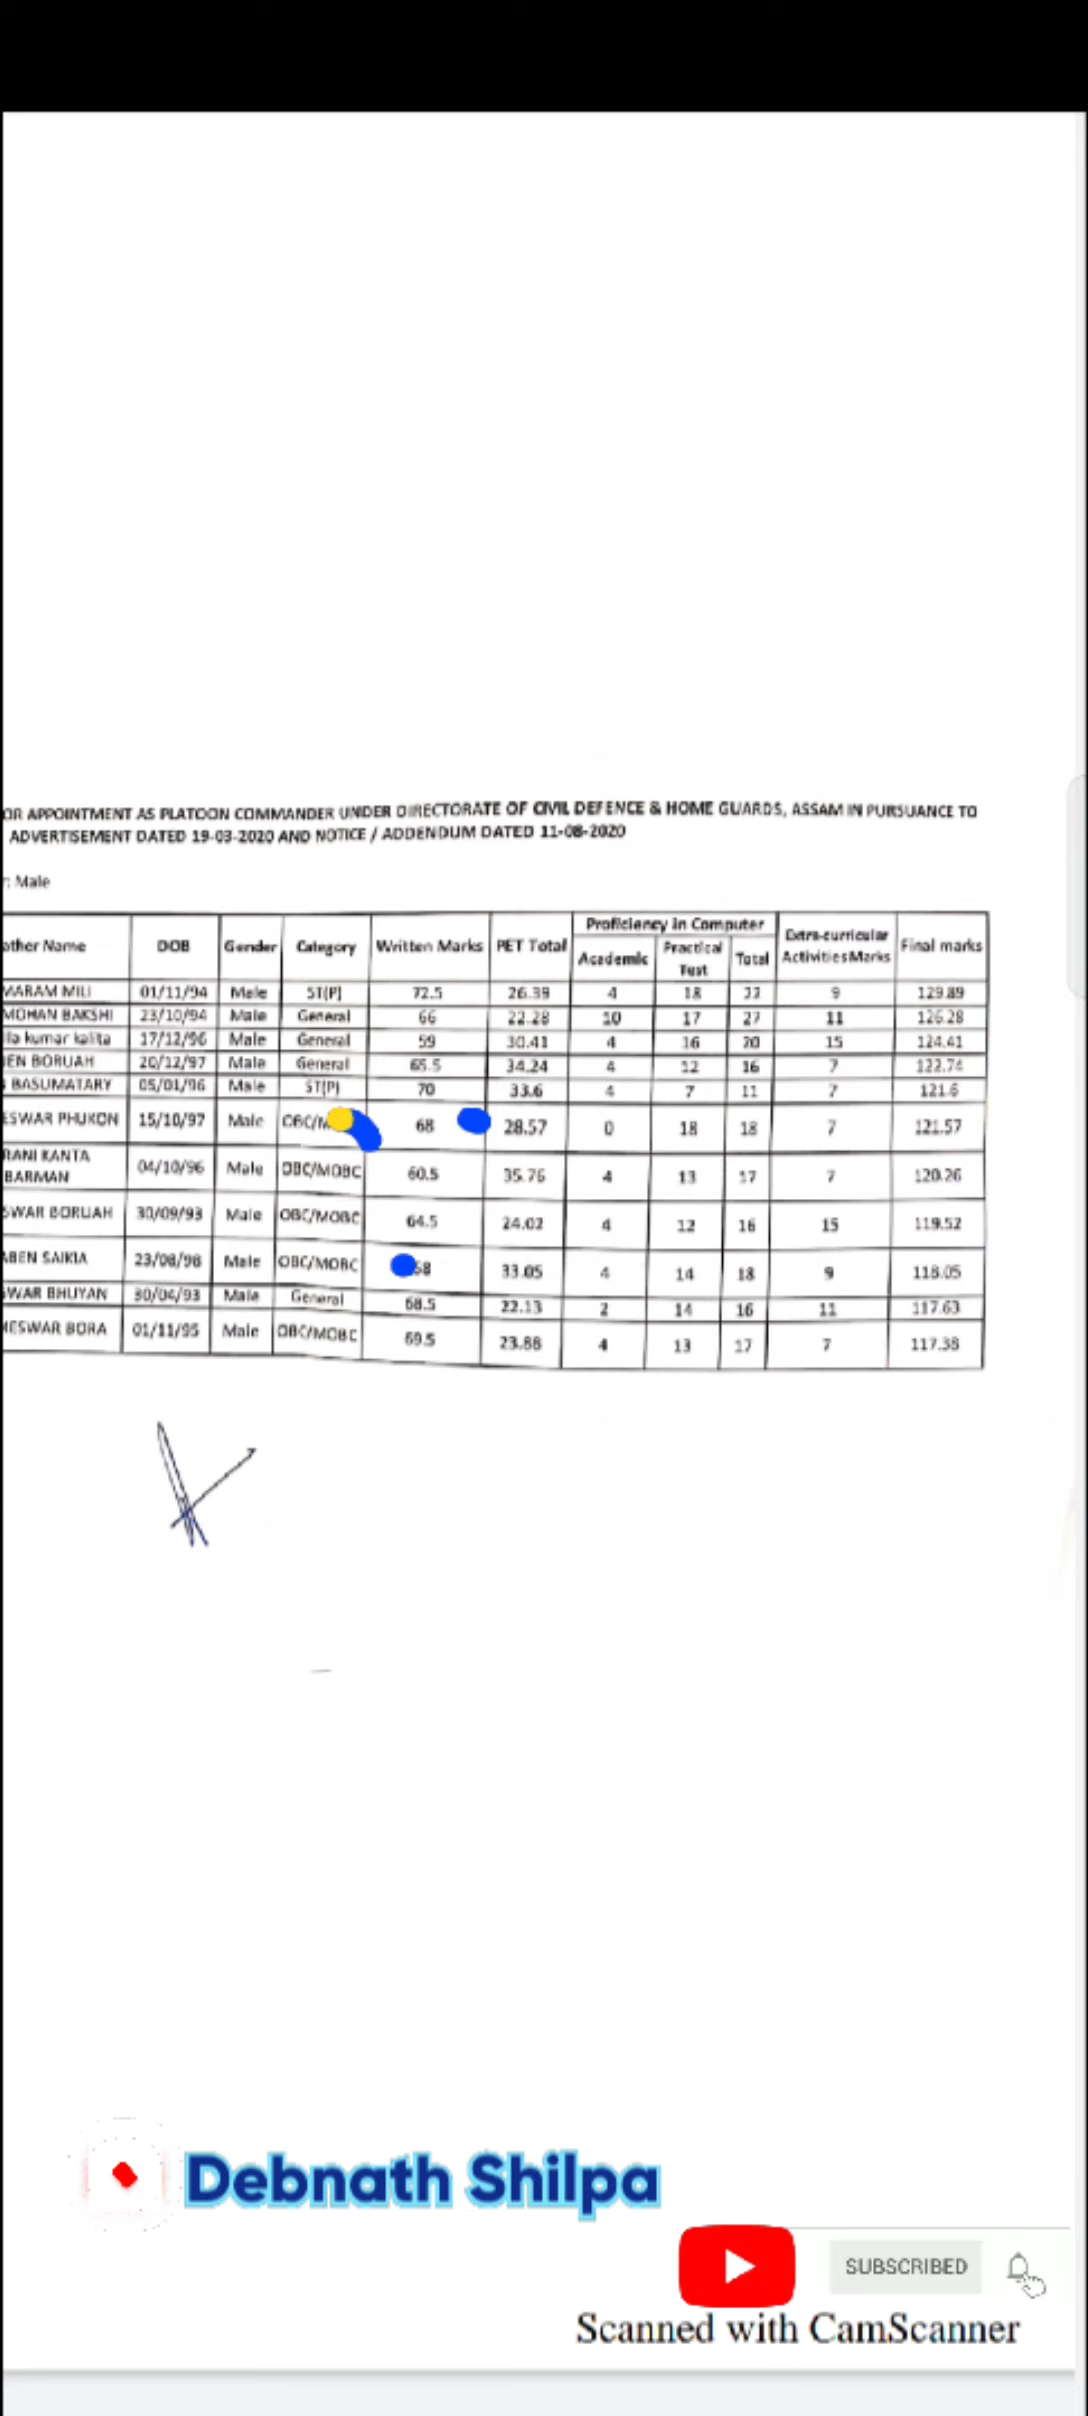 OR APPOINTMENT AS PLATOON COMMANDER UNDER DIRECTORATE OF CIVIL DEFENCE & HOME GUARDS, ASSAM IN PURSUANCE TO
ADVERTISEMENT DATED 19-03-2020 AND NOTICE / ADDENDUM DATED 11-08-2020
r: Male
ather Name DOB Gender Category Written Marks PET Total Proficiency in Computer Academic Practical Test Total Extra-curricular Activities Marks Final marks
MARAM MILI 01/11/94 Male ST(P) 72.5 26.39 4 18 22 9 129.89
MOHAN BAKSHI 23/10/94 Male General 66 22.28 10 17 27 11 126.28
la kumar kalita 17/12/96 Male General 59 30.41 4 16 20 15 124.41
EN BORUAH 20/12/97 Male General 65.5 34.24 4 12 16 7 122.74
BASUMATARY 05/01/96 Male ST(P) 70 33.6 4 7 11 7 121.6
ESWAR PHUKON 15/10/97 Male OBC/M 68 28.57 0 18 18 7 121.57
RANI KANTA BARMAN 04/10/96 Male OBC/MOBC 60.5 35.76 4 13 17 7 120.26
SWAR BORUAH 30/09/93 Male OBC/MOBC 64.5 24.02 4 12 16 15 119.52
ABEN SAIKIA 23/08/98 Male OBC/MOBC 58 33.05 4 14 18 9 118.05
WAR BHUYAN 30/04/93 Male General 68.5 22.13 2 14 16 11 117.63
ESWAR BORA 01/11/95 Male OBC/MOBC 69.5 23.88 4 13 17 7 117.38
Debnath Shilpa
SUBSCRIBED
Scanned with CamScanner